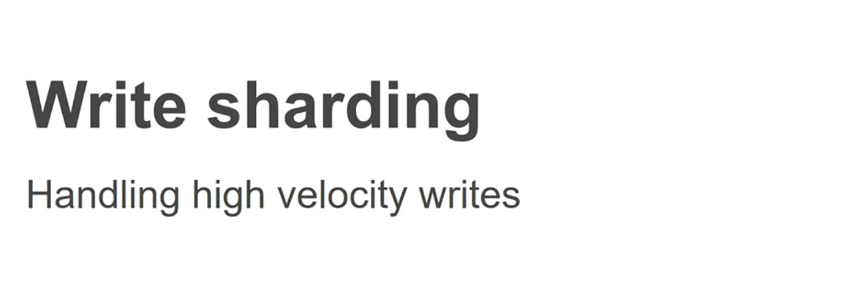 Write sharding
Handling high velocity writes